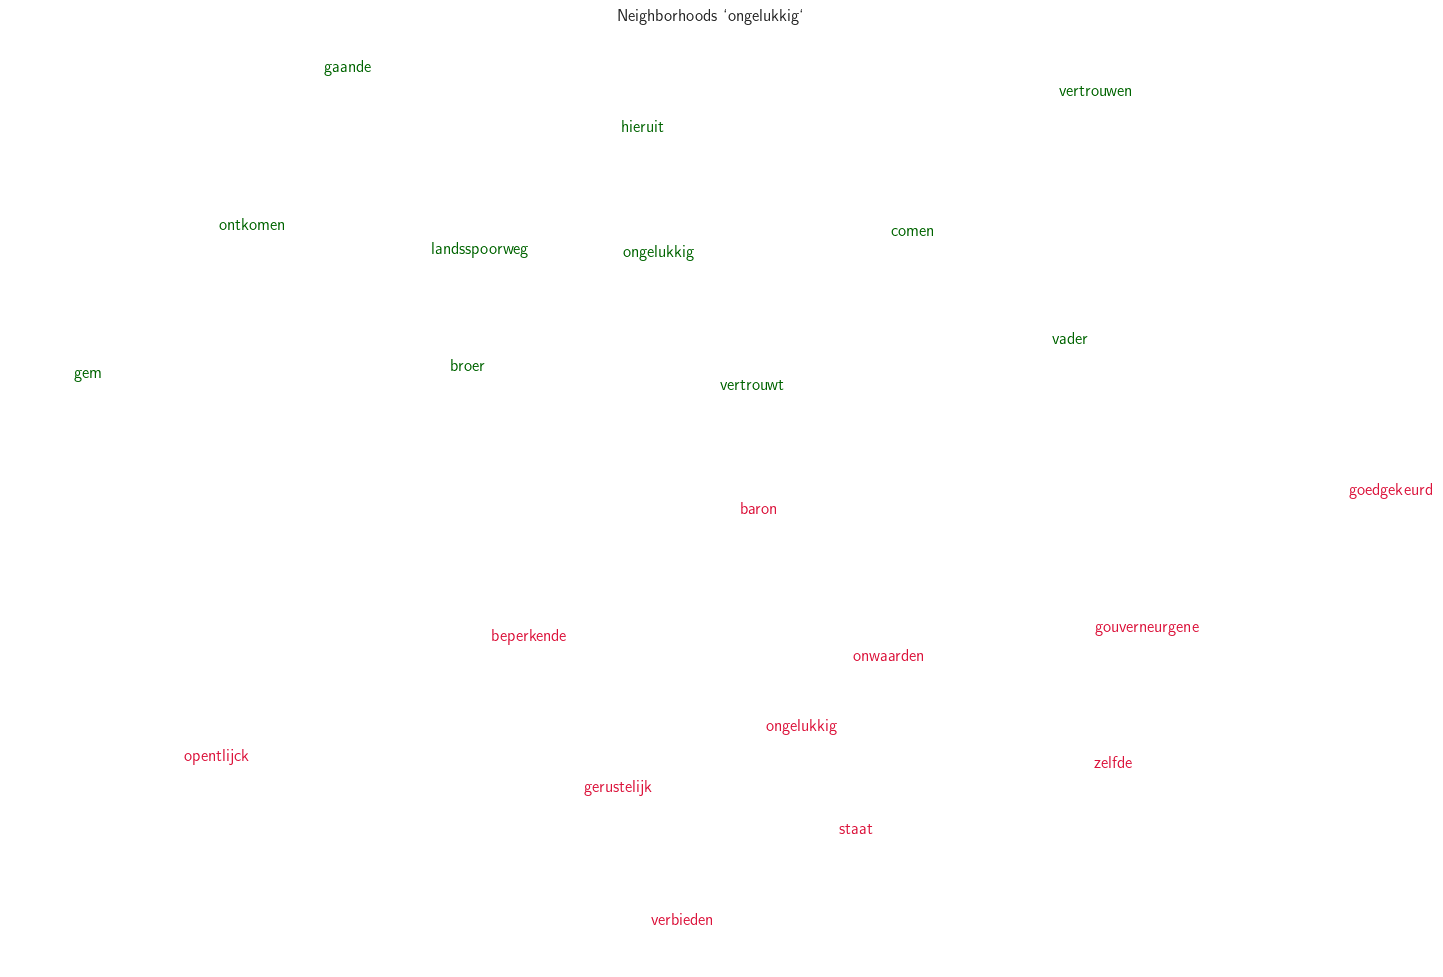 Neighborhoods ‘ongelukkig‘
gaande
vertrouwen
hieruit
ontkomen
comen
landsspoorweg
ongelukkig
vader
broer
gem
vertrouwt
goedgekeurd
baron
gouverneurgene
beperkende
onwaarden
ongelukkig
opentlijck
zelfde
gerustelijk
staat
verbieden